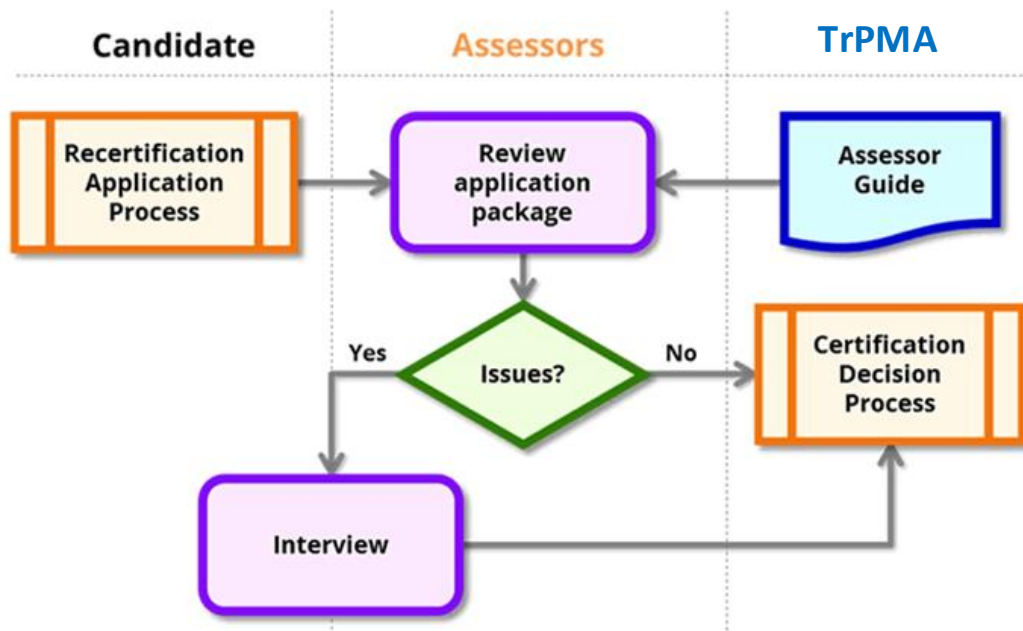 Candidate
Assessors
TrPMA
Recertification
Application
Process
Review
application
package
Assessor
Guide
Yes
Issues?
No
Certification
Decision
Process
Interview